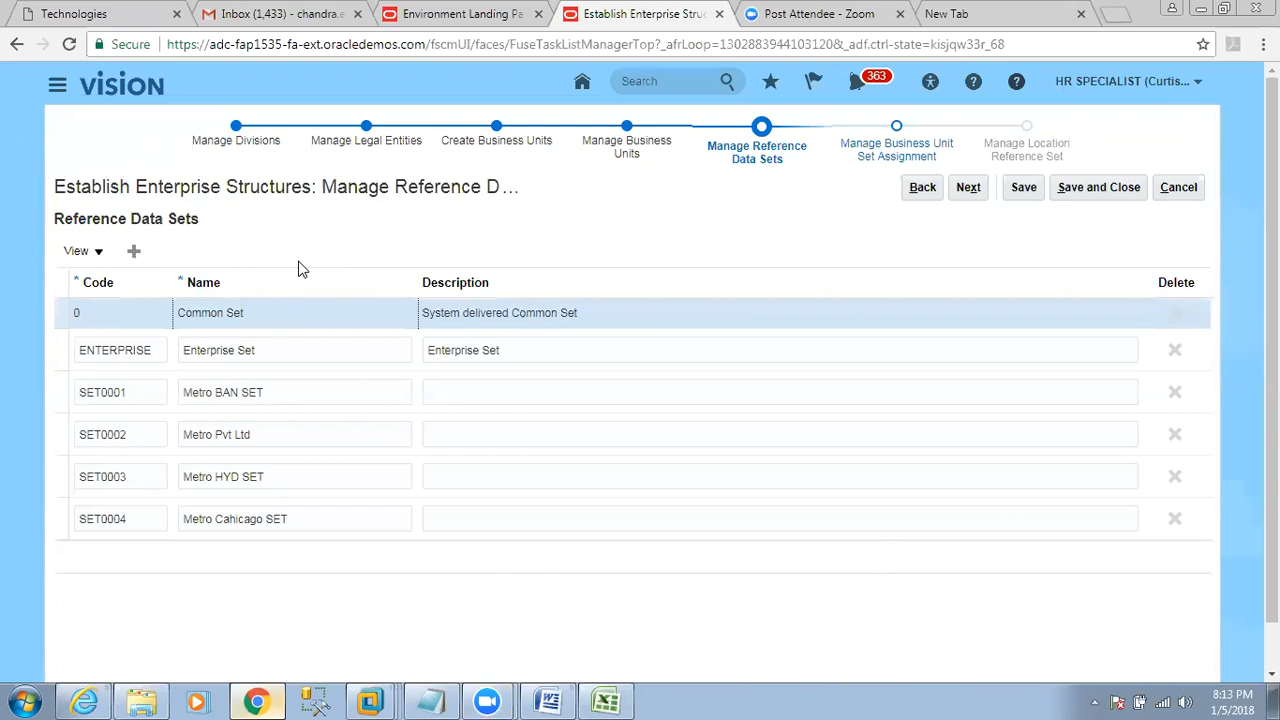 Technologies
Inbox (1,433) - chandra.e
Environment Landing Pa
Establish Enterprise Struc
Post Attendee - Zoom
New Tab
Secure
https://adc-fap1535-fa-ext.oracledemos.com/fscmUI/faces/FuseTaskListManagerTop?_afrLoop=1302883944103120&_adf.ctrl-state=kisjqw33r_68
VISION
Search
363
HR SPECIALIST (Curtis...
Manage Divisions
Manage Legal Entities
Create Business Units
Manage Business
Units
Manage Reference
Data Sets
Manage Business Unit
Set Assignment
Manage Location
Reference Set
Establish Enterprise Structures: Manage Reference D...
Back
Next
Save
Save and Close
Cancel
Reference Data Sets
View
* Code
* Name
Description
Delete
0
Common Set
System delivered Common Set
ENTERPRISE
Enterprise Set
Enterprise Set
SET0001
Metro BAN SET
SET0002
Metro Pvt Ltd
SET0003
Metro HYD SET
SET0004
Metro Cahicago SET
8:13 PM
1/5/2018